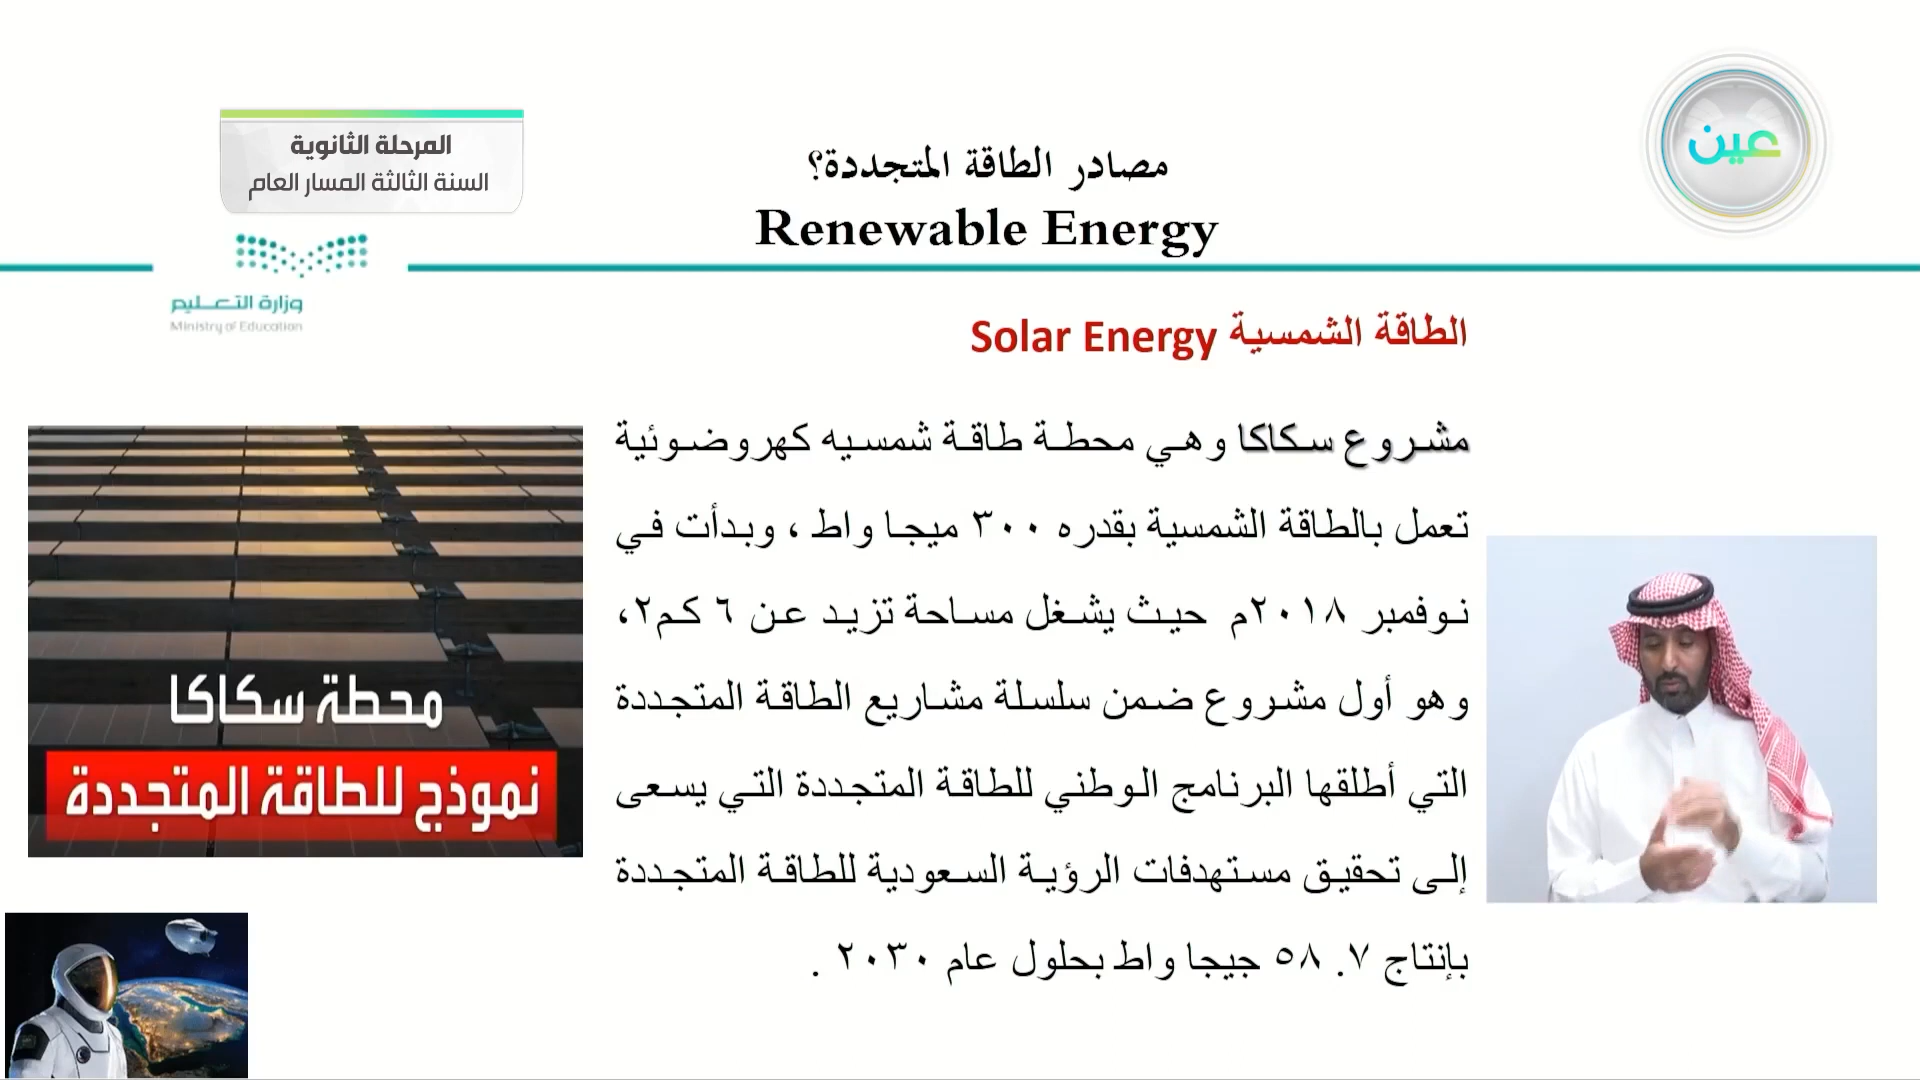 المرحلة الثانوية
السنة الثالثة المسار العام
عين
مصادر الطاقة المتجددة؟
Renewable Energy
وزارة التعليم
Ministry of Education
الطاقة الشمسية Solar Energy
مشروع سكاكا وهي محطة طاقة شمسيه كهروضوئية
تعمل بالطاقة الشمسية بقدره ٣٠٠ ميجا واط ، وبدأت في
نوفمبر ٢٠١٨م حيث يشغل مساحة تزيد عن ٦ كم٢،
وهو أول مشروع ضمن سلسلة مشاريع الطاقة المتجددة
التي أطلقها البرنامج الوطني للطاقة المتجددة التي يسعى
إلى تحقيق مستهدفات الرؤية السعودية للطاقة المتجددة
بإنتاج ٧. ٥٨ جيجا واط بحلول عام ٢٠٣٠ .
محطة سكاكا
نموذج للطاقة المتجددة